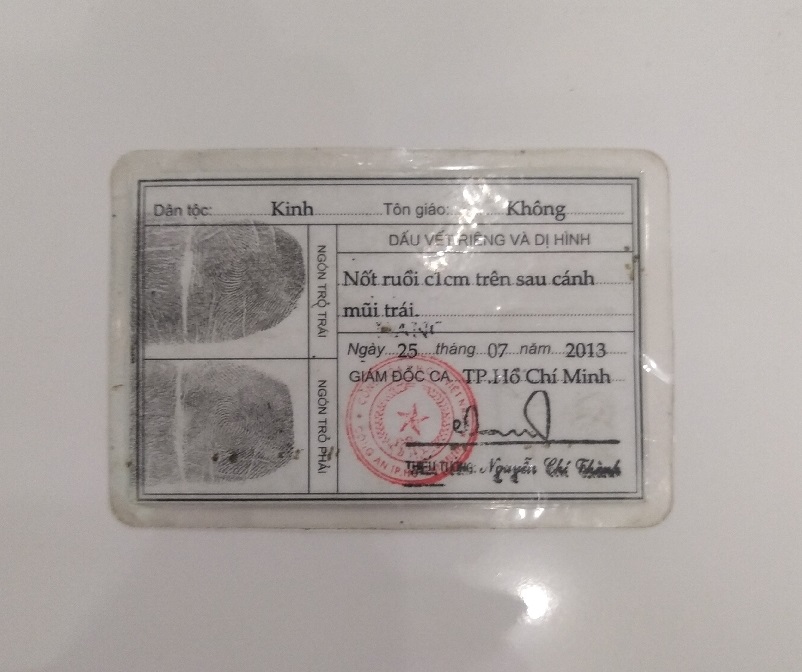 Dân tộc: Kinh Tôn giáo: Không
NGÓN TRỎ TRÁI
DẤU VẾT RIÊNG VÀ DỊ HÌNH
Nốt ruồi c1cm trên sau cánh
mũi trái.
Ngày 25 tháng 07 năm 2013
NGÓN TRỎ PHẢI
GIÁM ĐỐC CA TP.Hồ Chí Minh
THIẾU TƯỚNG: Nguyễn Chí Thành